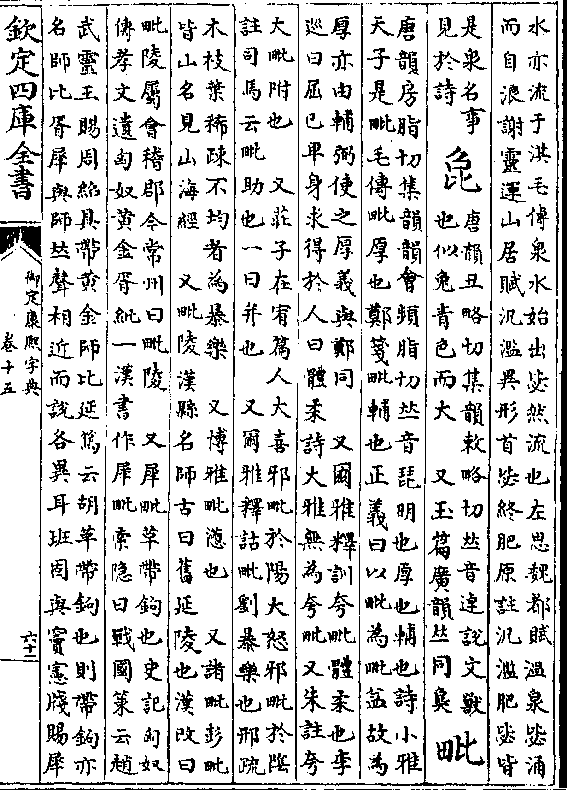 水亦流于淇毛傳泉水始出毖然流也左思魏都賦溫泉毖涌
而自浪謝靈運山居賦汎濫異形首毖終肥原註汎濫肥毖皆
是泉名事
見於詩
㲋
唐韻丑略切集韻敕略切𠀤音逴說文獸
也似兔青色而大 又玉篇廣韻𠀤同㲋
毗
唐韻房脂切集韻韻會頻脂切𠀤音琵明也厚也輔也詩小雅
天子是毗毛傳毗厚也鄭箋毗輔也正義曰以毗為毗益故為
厚亦由輔弼使之厚義與鄭同 又爾雅釋訓夸毗體柔也李
巡曰屈己卑身求得於人曰體柔詩大雅無為夸毗又朱註夸
大毗附也 又莊子在宥篇人大喜邪毗於陽大怒邪毗於陰
註司馬云毗助也一曰并也 又爾雅釋詁毗劉暴樂也邢疏
木枝葉稀疎不均者為暴樂 又博雅毗懣也 又諸毗彭毗
皆山名見山海經 又毗陵漢縣名師古曰舊延陵也漢改曰
毗陵屬會稽郡今常州曰毗陵 又犀毗革帶鉤也史記匈奴
傳孝文遺匈奴黃金胥紕一漢書作犀毗索隱曰戰國策云趙
武靈王賜周紹具帶黃金師比延篤云胡革帶鉤也則帶鉤亦
名師比胥犀與師𠀤聲相近而說各異耳班固與竇憲牋賜犀
欽定四庫全書
御定康熙字典
卷十五